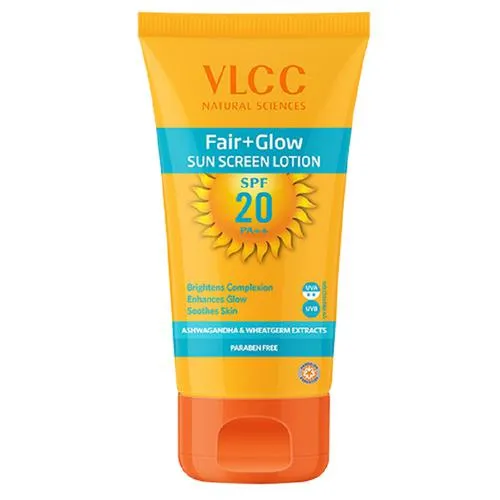 VLCC
NATURAL SCIENCES
Fair+Glow
SUN SCREEN LOTION
SPF
20
PA++
Brightens Complexion
Enhances Glow
Soothes Skin
UVA
UVB
ASHWAGANDHA & WHEATGERM EXTRACTS
PARABEN FREE